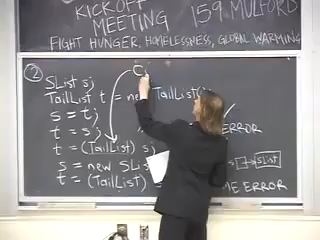 KICKOFF
MEETING 159 MULFORD
FIGHT HUNGER, HOMELESSNESS, GLOBAL WARMING
2
SList s;
TailList t = new TailList();
s = t;
t = s;
t = (TailList) s;
s = new SLis
t = (TailList) s
ERROR
s SList
ME ERROR